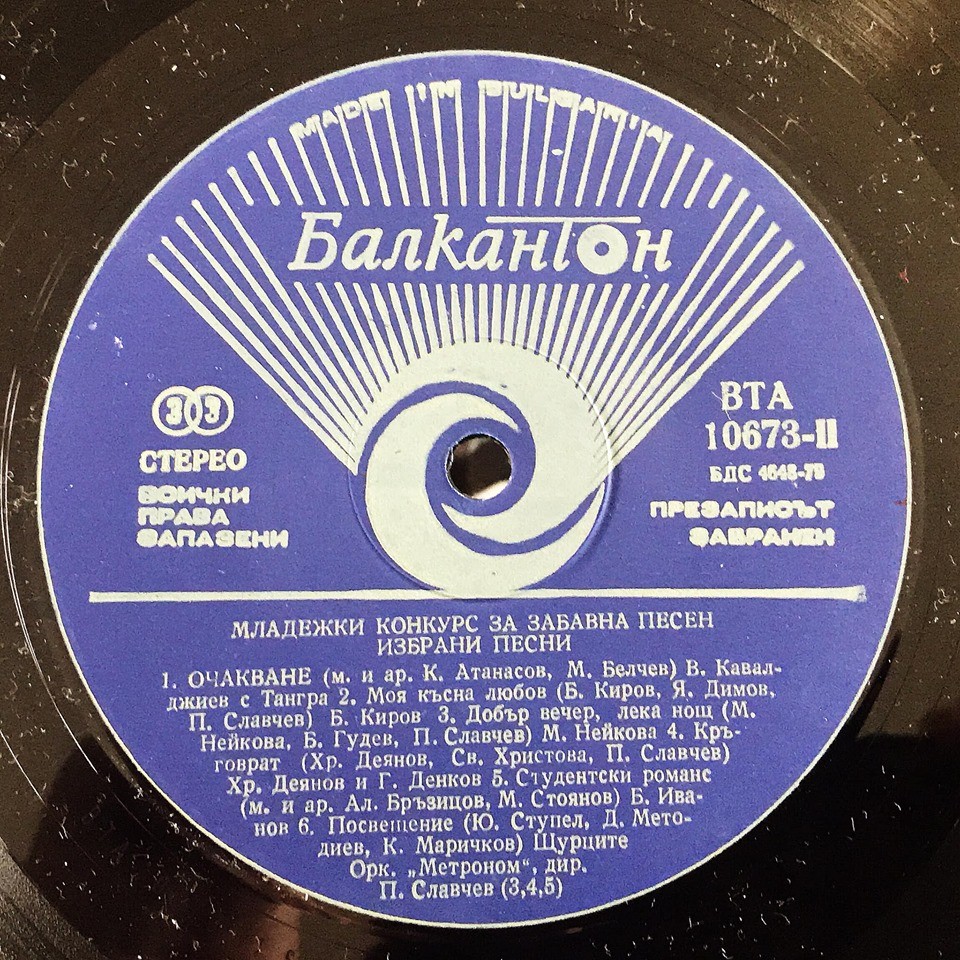 MADE IN BULGARIA
Балкантон
33
СТЕРЕО
ВСИЧКИ
ПРАВА
ЗАПАЗЕНИ
ВТА
10673-II
БДС 4648-79
ПРЕЗАПИСЪТ
ЗАБРАНЕН
МЛАДЕЖКИ КОНКУРС ЗА ЗАБАВНА ПЕСЕН
ИЗБРАНИ ПЕСНИ
1. ОЧАКВАНЕ (м. и ар. К. Атанасов, М. Белчев) В. Кавал-
джиев с Тангра 2. Моя късна любов (Б. Киров, Я. Димов,
П. Славчев) Б. Киров 3. Добър вечер, лека нощ (М.
Нейкова, Б. Гудев, П. Славчев) М. Нейкова 4. Кръ-
говрат (Хр. Деянов, Св. Христова, П. Славчев)
Хр. Деянов и Г. Денков 5. Студентски романс
(м. и ар. Ал. Бръзицов, М. Стоянов) Б. Ива-
нов 6. Посвещение (Ю. Ступел, Д. Мето-
диев, К. Маричков) Щурците
Орк. „Метроном“, дир.
П. Славчев (3,4,5)